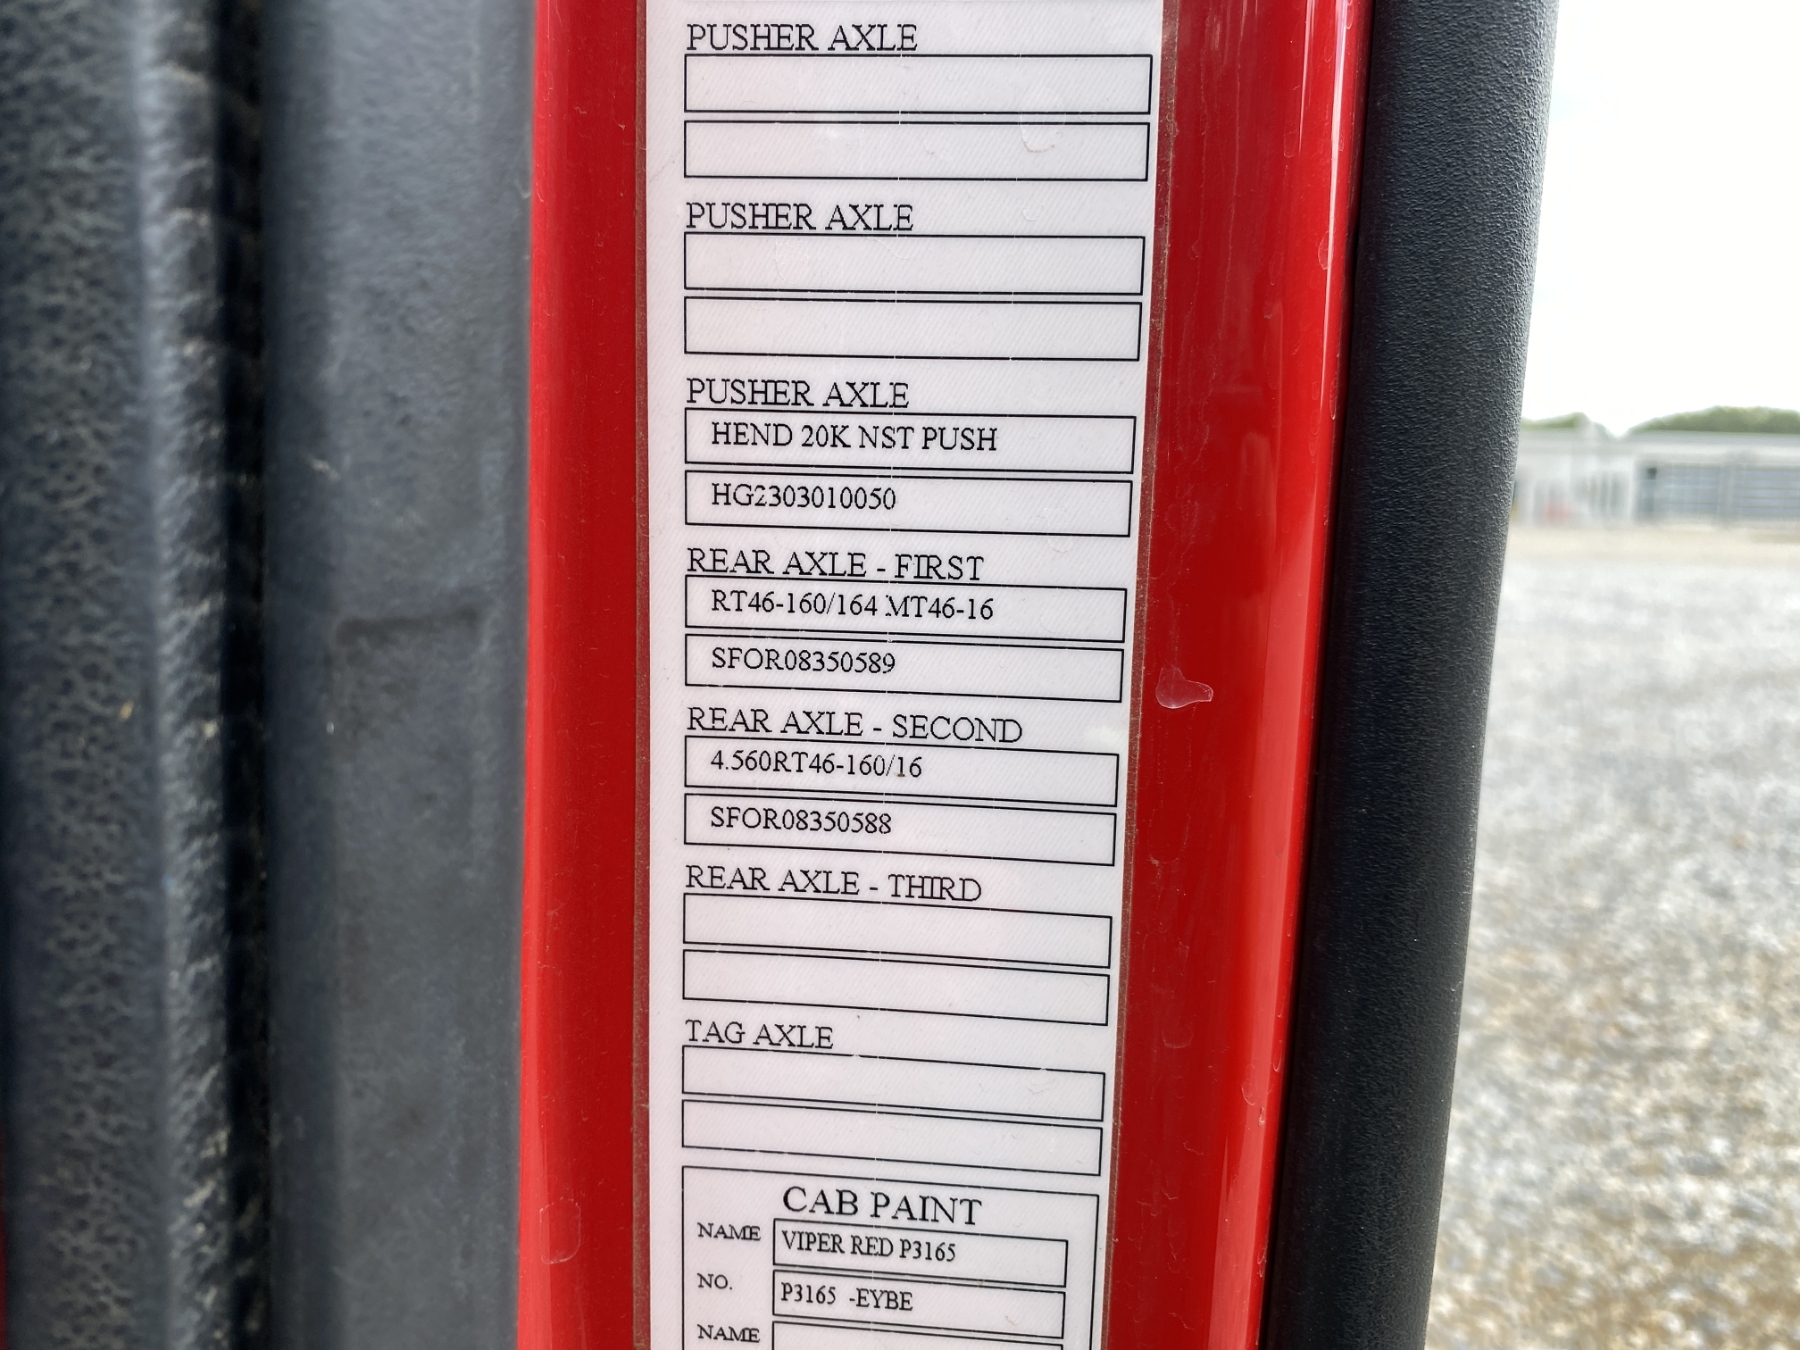 PUSHER AXLE
PUSHER AXLE
PUSHER AXLE
HEND 20K NST PUSH
HG2303010050
REAR AXLE - FIRST
RT46-160/164 MT46-16
SFOR08350589
REAR AXLE - SECOND
4.560RT46-160/16
SFOR08350588
REAR AXLE - THIRD
TAG AXLE
CAB PAINT
NAME VIPER RED P3165
NO. P3165 -EYBE
NAME